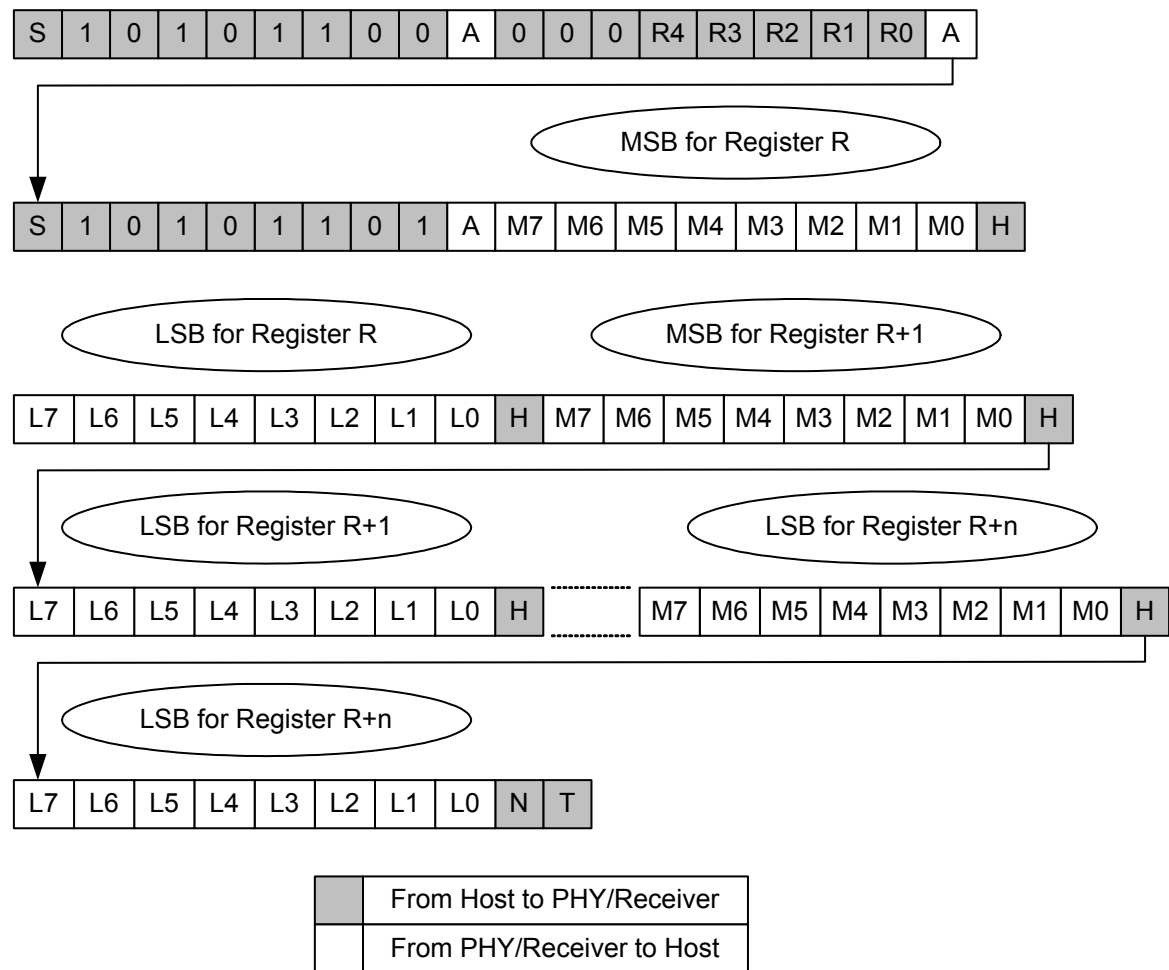 S 1 0 1 0 1 1 0 0 A 0 0 0 R4 R3 R2 R1 R0 A
MSB for Register R
S 1 0 1 0 1 1 0 1 A M7 M6 M5 M4 M3 M2 M1 M0 H
LSB for Register R MSB for Register R+1
L7 L6 L5 L4 L3 L2 L1 L0 H M7 M6 M5 M4 M3 M2 M1 M0 H
LSB for Register R+1 LSB for Register R+n
L7 L6 L5 L4 L3 L2 L1 L0 H M7 M6 M5 M4 M3 M2 M1 M0 H
LSB for Register R+n
L7 L6 L5 L4 L3 L2 L1 L0 N T
From Host to PHY/Receiver
From PHY/Receiver to Host